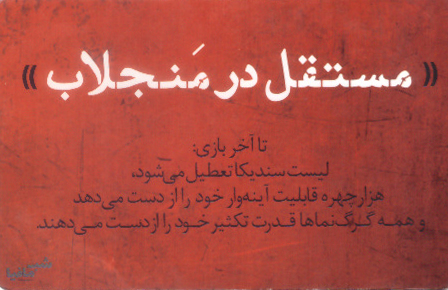 «مستقل در مَنجلاب»
تا آخر بازی:
لیست سندیکا تعطیل می‌شود،
هزارچهره قابلیت آینه‌وار خود را از دست می‌دهد
و همه گرگ‌نماها قدرت تکثیر خود را از دست می‌دهند.